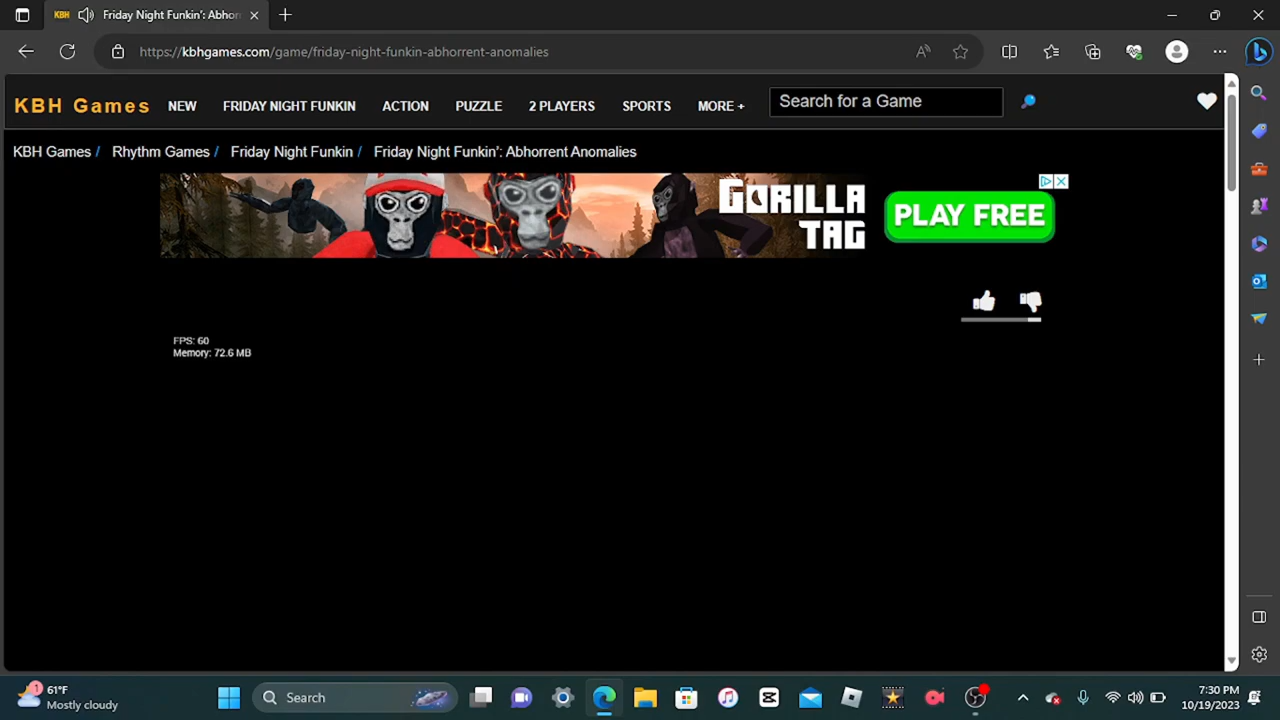 KBH
Friday Night Funkin': Abhor
https://kbhgames.com/game/friday-night-funkin-abhorrent-anomalies
KBH Games
NEW
FRIDAY NIGHT FUNKIN
ACTION
PUZZLE
2 PLAYERS
SPORTS
MORE +
Search for a Game
KBH Games / Rhythm Games / Friday Night Funkin / Friday Night Funkin': Abhorrent Anomalies
GORILLA
TAG
PLAY FREE
FPS: 60
Memory: 72.6 MB
1
61°F
Mostly cloudy
Search
7:30 PM
10/19/2023